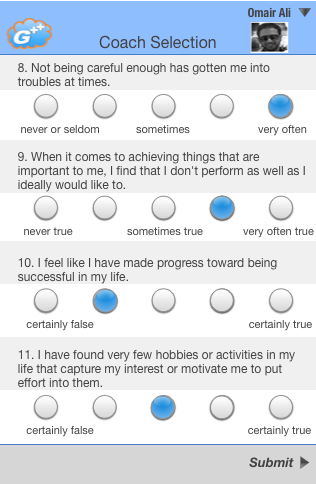 Omair Ali
G++
Coach Selection
8. Not being careful enough has gotten me into
troubles at times.
never or seldom sometimes very often
9. When it comes to achieving things that are
important to me, I find that I don't perform as well as I
ideally would like to.
never true sometimes true very often true
10. I feel like I have made progress toward being
successful in my life.
certainly false certainly true
11. I have found very few hobbies or activities in my
life that capture my interest or motivate me to put
effort into them.
certainly false certainly true
Submit